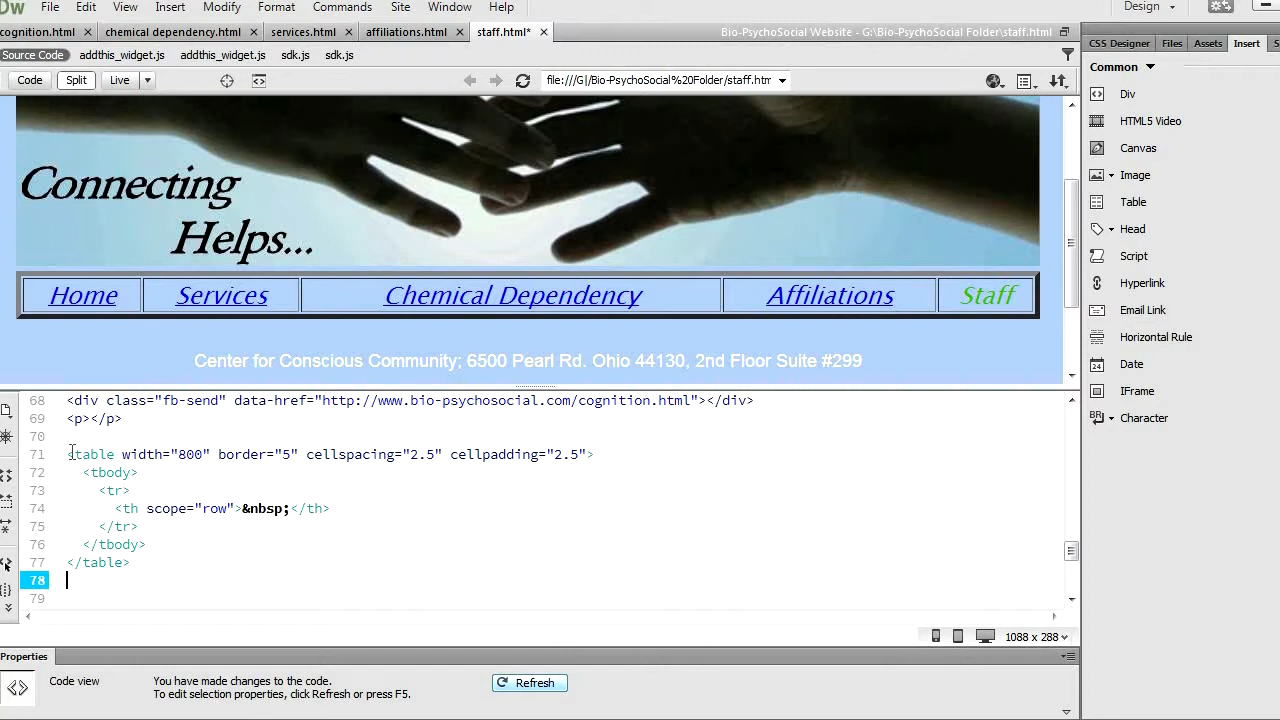 Dw File Edit View Insert Modify Format Commands Site Window Help Design
cognition.html × chemical dependency.html × services.html × affiliations.html × staff.html* × Bio-PsychoSocial Website - G:\Bio-PsychoSocial Folder\staff.html
CSS Designer Files Assets Insert
Source Code addthis_widget.js addthis_widget.js sdk.js sdk.js
Common
Code Split Live file:///G|/Bio-PsychoSocial%20Folder/staff.htm
Div
HTML5 Video
Canvas
Image
Table
Head
Script
Hyperlink
Email Link
Horizontal Rule
Date
IFrame
Character
Connecting
Helps...
Home Services Chemical Dependency Affiliations Staff
Center for Conscious Community; 6500 Pearl Rd. Ohio 44130, 2nd Floor Suite #299
68 <div class="fb-send" data-href="http://www.bio-psychosocial.com/cognition.html"></div>
69 <p></p>
70
71 <table width="800" border="5" cellspacing="2.5" cellpadding="2.5">
72 <tbody>
73 <tr>
74 <th scope="row">&nbsp;</th>
75 </tr>
76 </tbody>
77 </table>
78
79
1088 x 288
Properties
Code view You have made changes to the code.
To edit selection properties, click Refresh or press F5.
Refresh